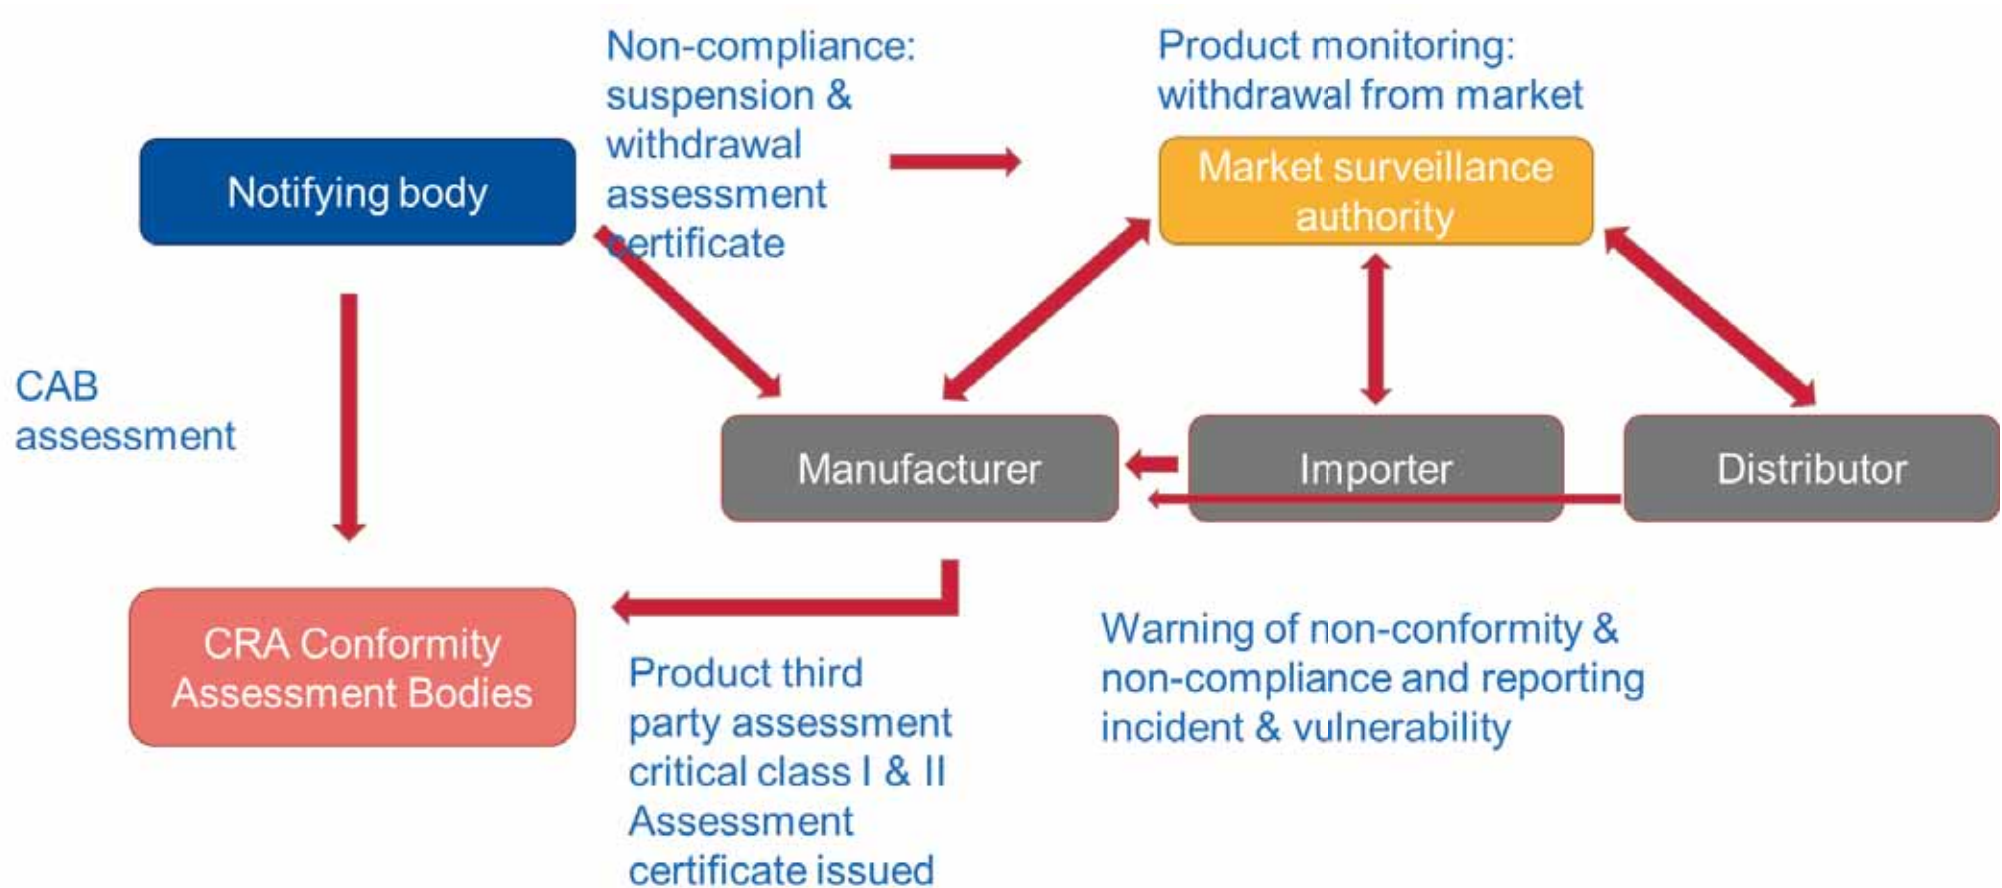 Non-compliance:
suspension &
withdrawal
assessment
certificate
Product monitoring:
withdrawal from market
Notifying body
Market surveillance
authority
CAB
assessment
Manufacturer
Importer
Distributor
CRA Conformity
Assessment Bodies
Product third
party assessment
critical class I & II
Assessment
certificate issued
Warning of non-conformity &
non-compliance and reporting
incident & vulnerability